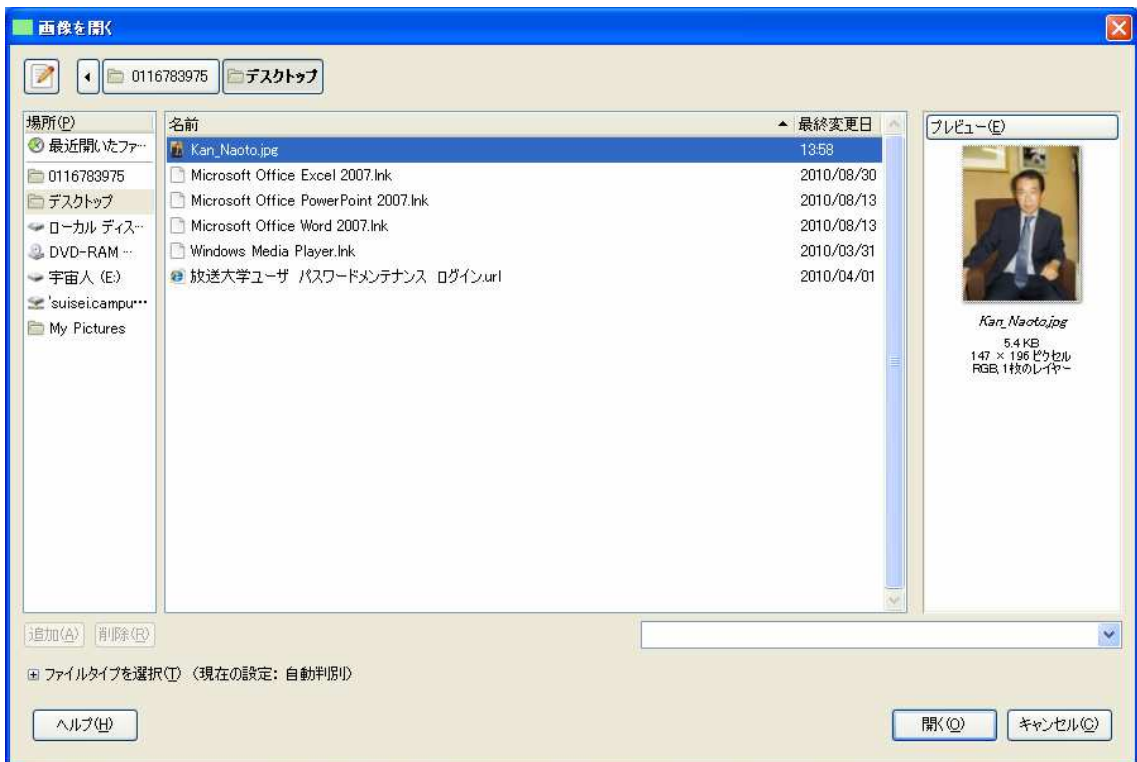 画像を開く
0116783975 デスクトップ
場所(P)
最近開いたファ…
0116783975
デスクトップ
ローカル ディス…
DVD-RAM …
宇宙人 (E:)
'suisei.campu…
My Pictures
名前 最終変更日
Kan_Naoto.jpg 13:58
Microsoft Office Excel 2007.lnk 2010/08/30
Microsoft Office PowerPoint 2007.lnk 2010/08/13
Microsoft Office Word 2007.lnk 2010/08/13
Windows Media Player.lnk 2010/03/31
放送大学ユーザ パスワードメンテナンス ログイン.url 2010/04/01
プレビュー(E)
Kan_Naoto.jpg
5.4 KB
147 × 196 ピクセル
RGB, 1枚のレイヤー
追加(A) 削除(R)
ファイルタイプを選択(T) (現在の設定: 自動判別)
ヘルプ(H) 開く(O) キャンセル(C)